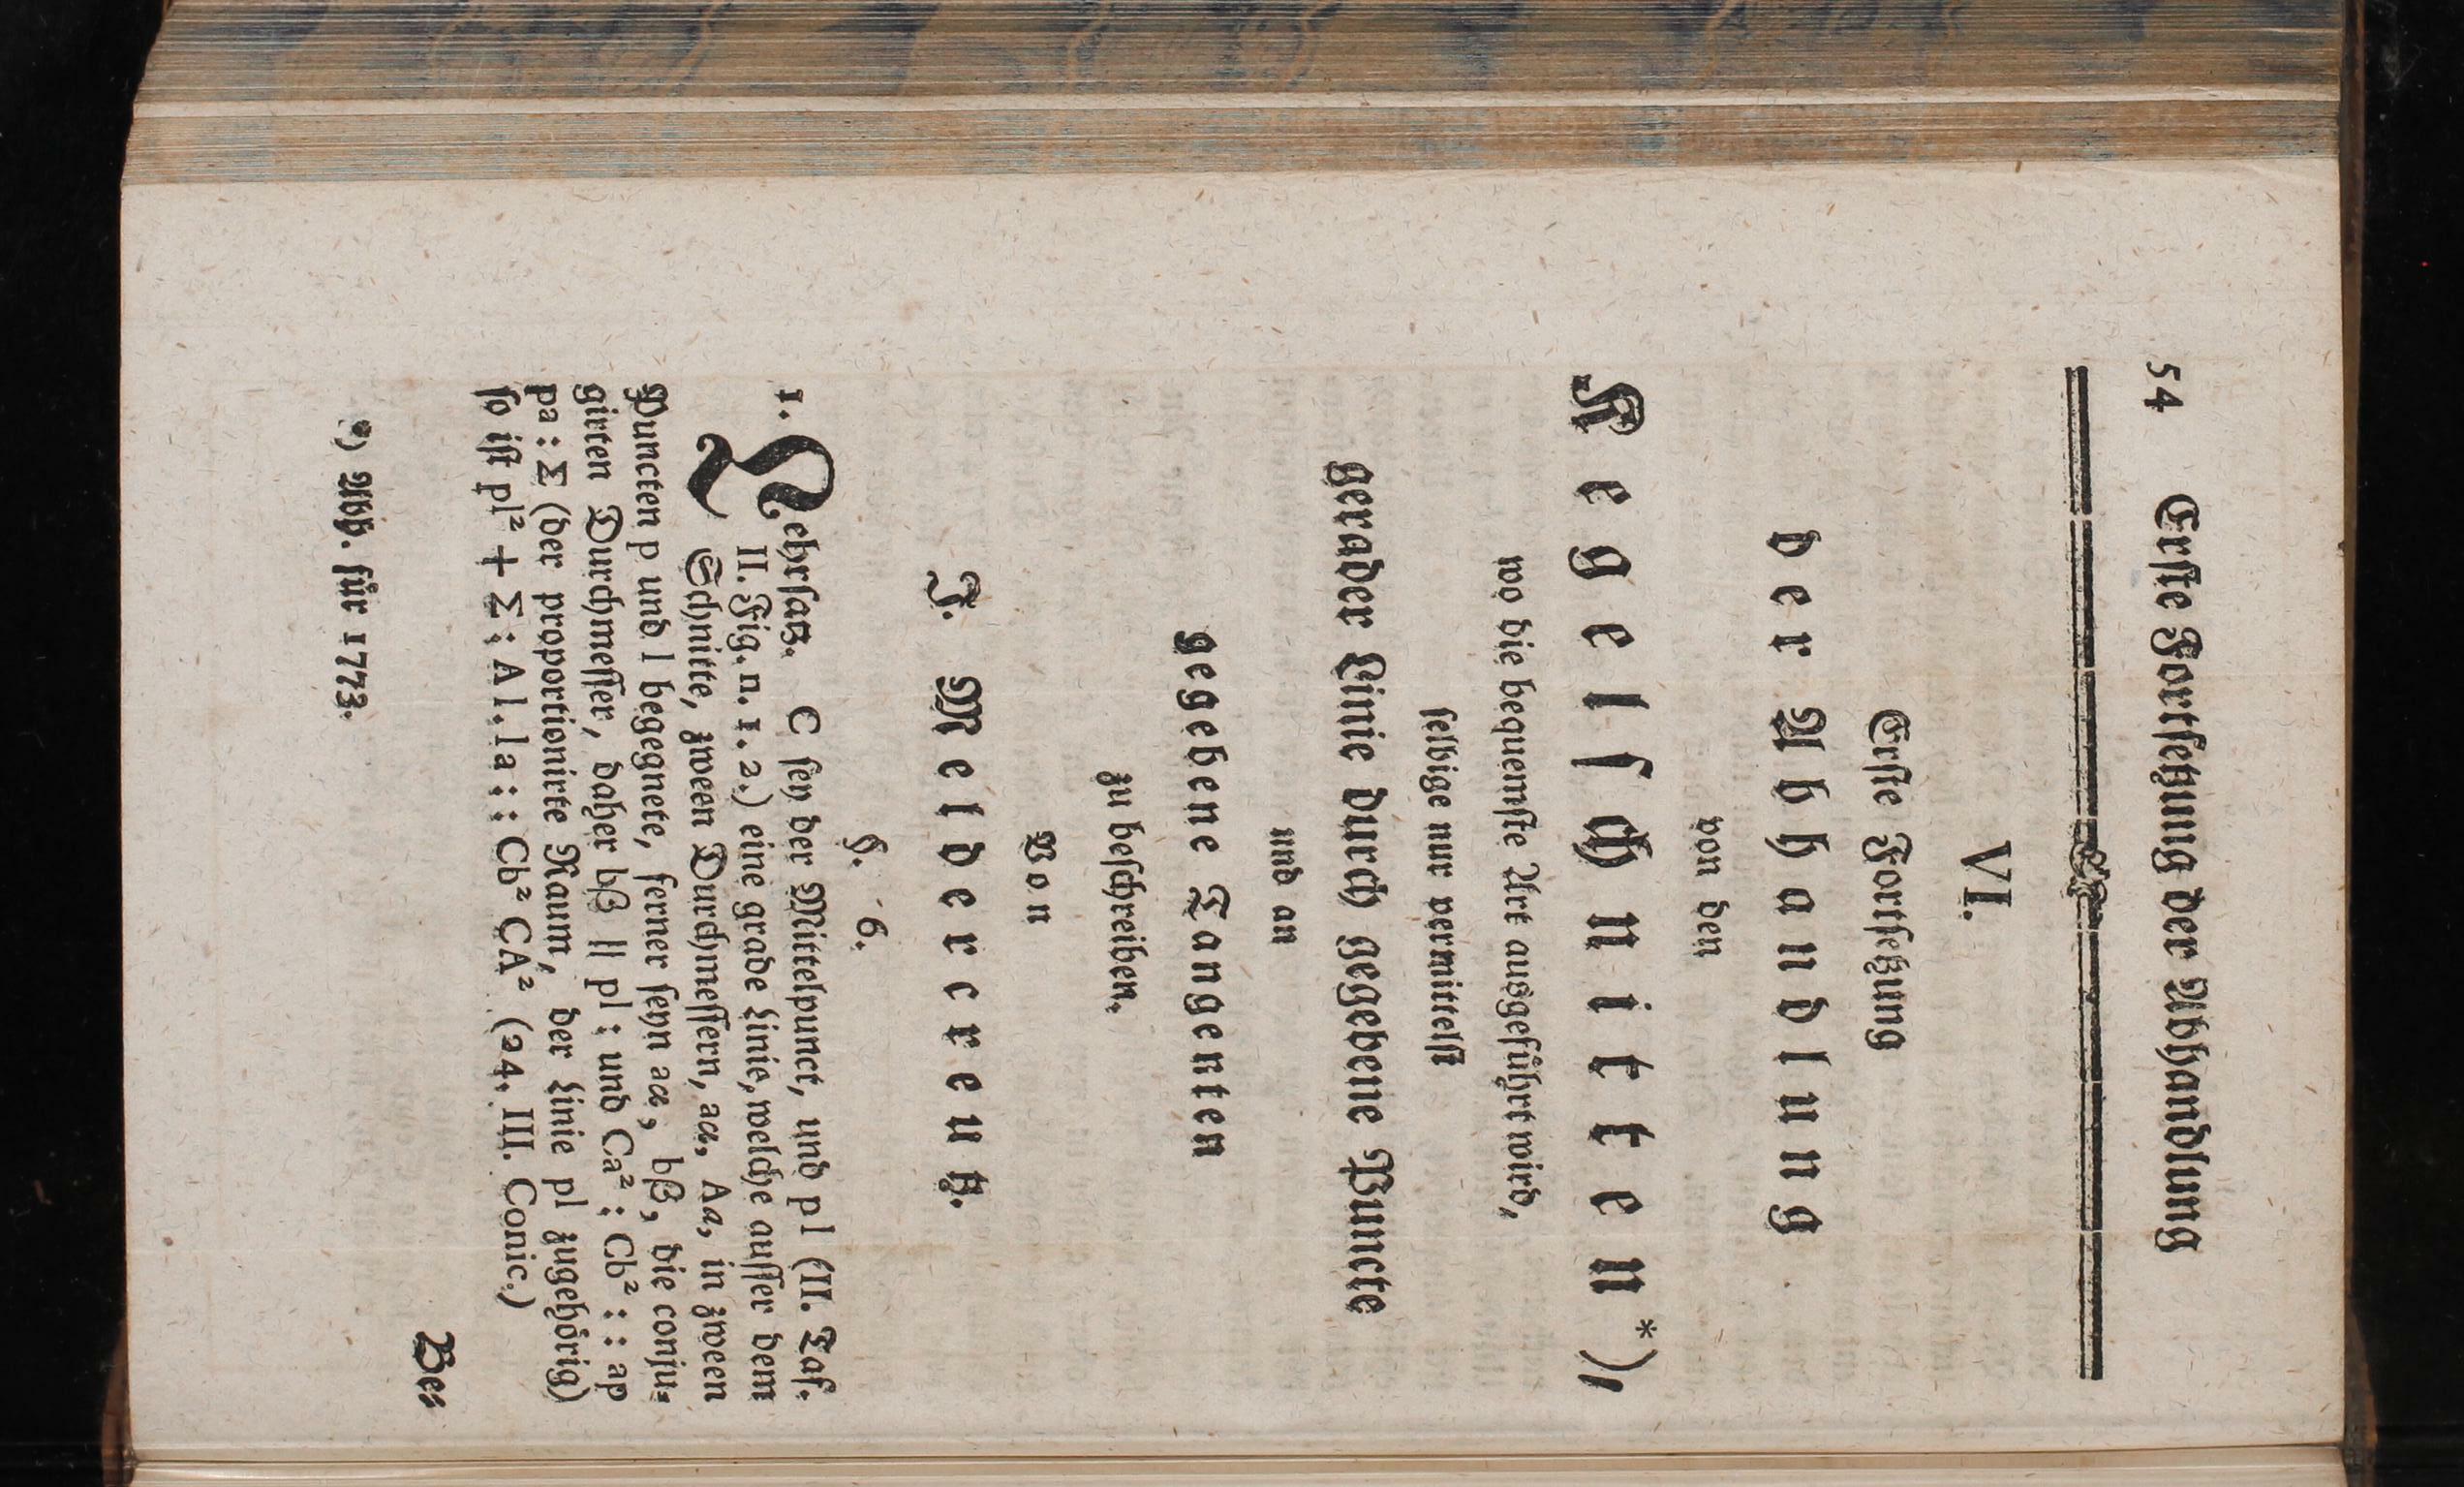 54 Erſte Fortſetzung der Abhandlung
VI.
Erſte Fortſetzung
der Abhandlung
von den
Kegelſchnitten,*)
wo die bequemſte Art ausgeführt wird,
ſelbige nur vermittelſt
gerader Linie durch gegebene Puncte
und an
gegebene Tangenten
zu beſchreiben.
Von
T. Meldercreutz.
§. 6.
1. Lehrſatz. C ſey der Mittelpunct, und pl (II. Taf.
II. Fig. n. 1. 2.) eine grade Linie, welche auſſer dem
Schnitte, zween Durchmeſſern, aα, Aa, in zween
Puncten p und l begegnete, ferner ſeyn aα, bβ, die conju⸗
girten Durchmeſſer, daher bβ || pl: und Ca² : Cb² :: ap
pa : Σ (der proportionirte Raum, der Linie pl zugehörig)
ſo iſt pl² + Σ : Al. la :: Cb² CA² (24. III. Conic.)
Bew
*) Abh. für 1773.